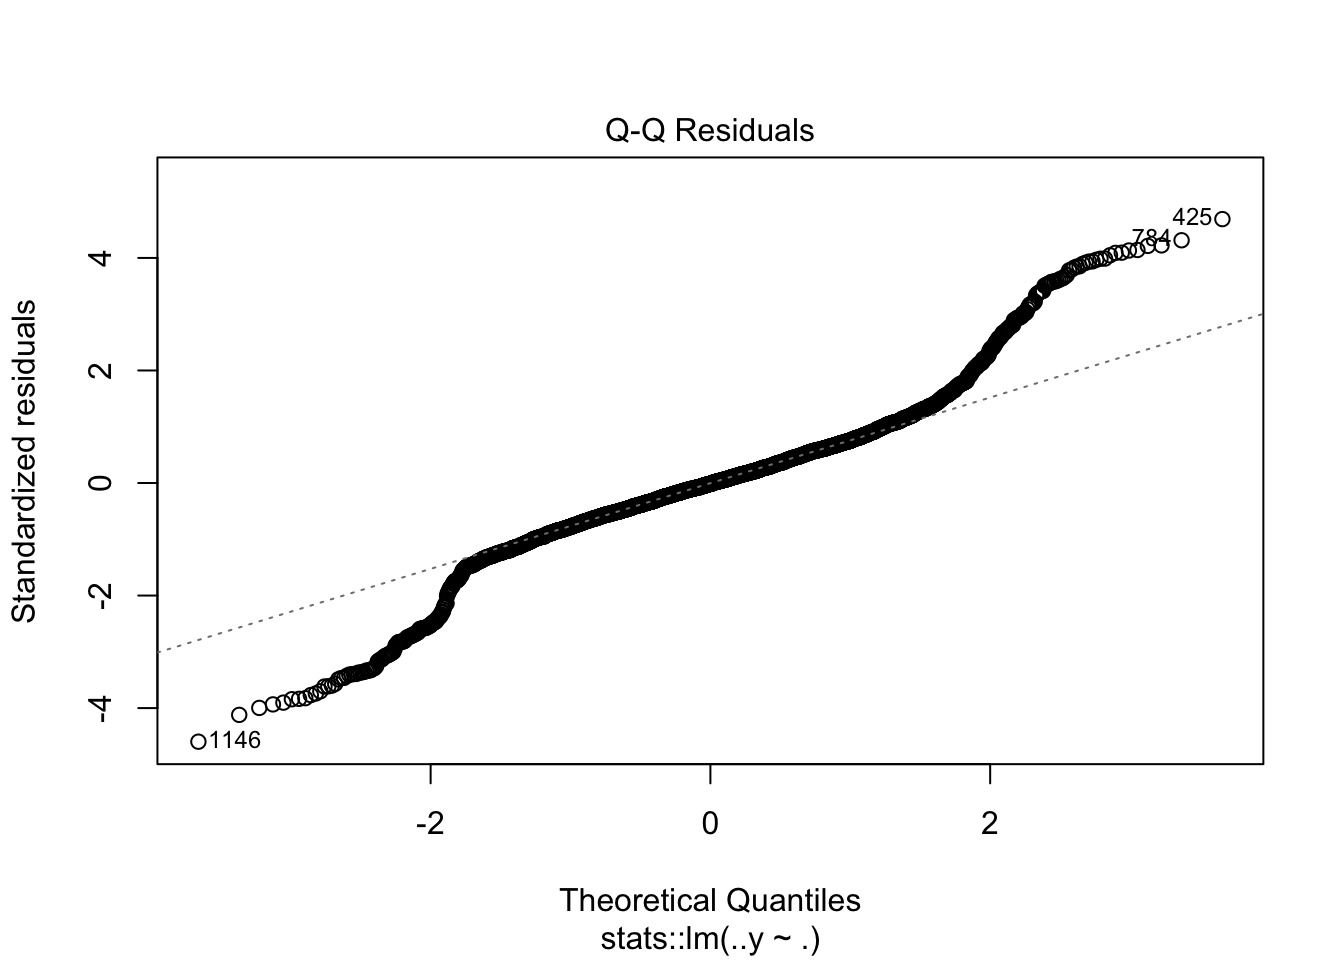 Q-Q Residuals
425
784
4
2
0
-2
-4
Standardized residuals
1146
-2 0 2
Theoretical Quantiles
stats::lm(..y ~ .)